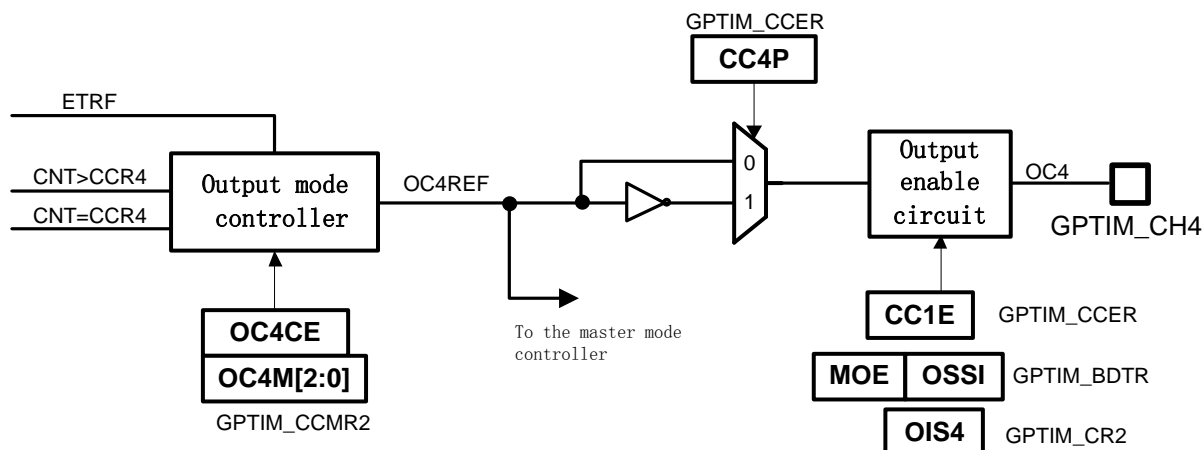 GPTIM_CCER
CC4P
ETRF
CNT>CCR4
CNT=CCR4
Output mode
controller
OC4REF
0
1
Output
enable
circuit
OC4
GPTIM_CH4
OC4CE
OC4M[2:0]
GPTIM_CCMR2
To the master mode
controller
CC1E
GPTIM_CCER
MOE
OSSI
GPTIM_BDTR
OIS4
GPTIM_CR2